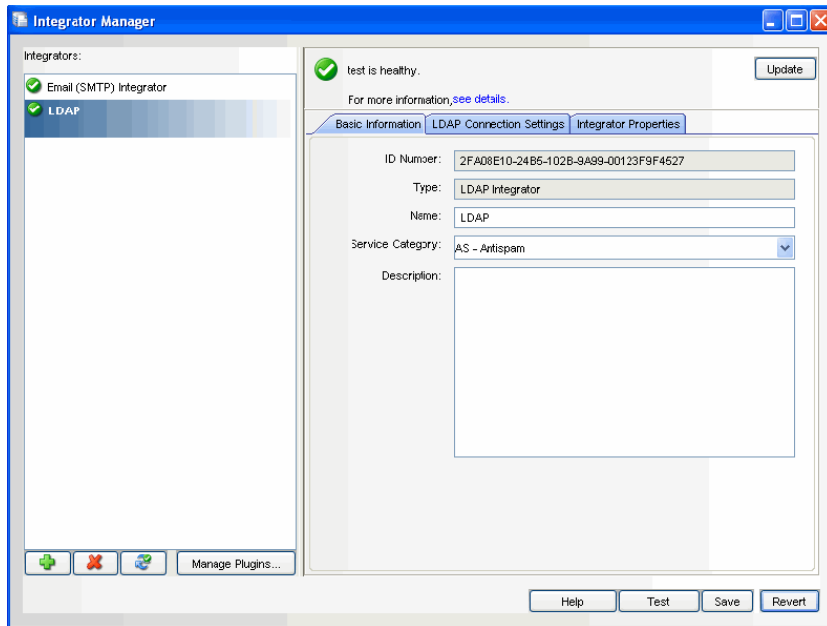 Integrator Manager
Integrators:
Email (SMTP) Integrator
LDAP
Manage Plugins...
test is healthy.
Update
For more information,see details.
Basic Information
LDAP Connection Settings
Integrator Properties
ID Number:
2FA08E10-24B5-102B-9A99-00123F9F4527
Type:
LDAP Integrator
Name:
LDAP
Service Category:
AS - Antispam
Description:
Help
Test
Save
Revert